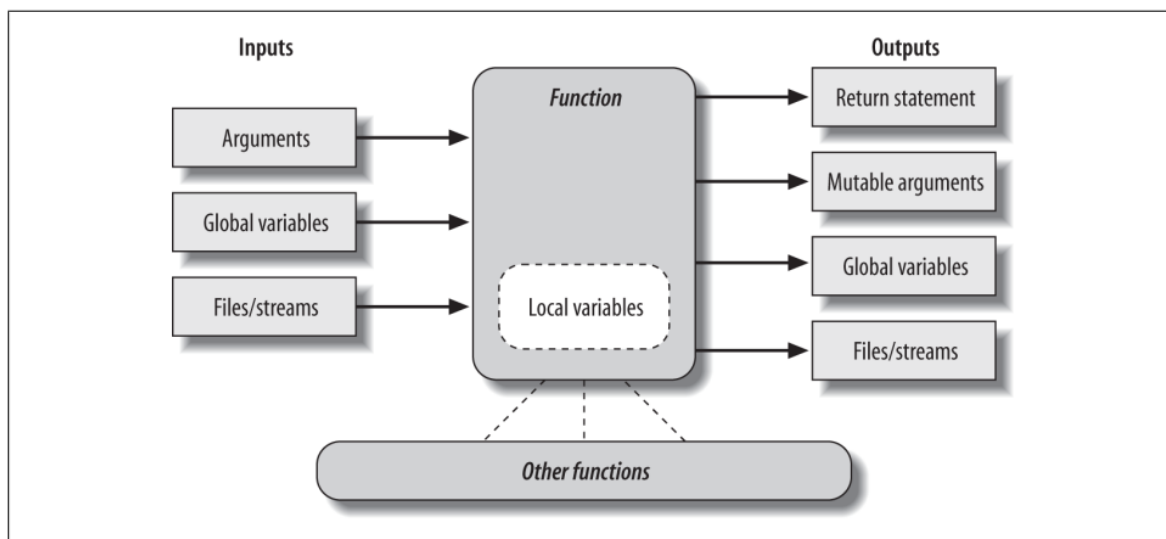 Inputs
Outputs
Function
Arguments
Global variables
Files/streams
Local variables
Return statement
Mutable arguments
Global variables
Files/streams
Other functions